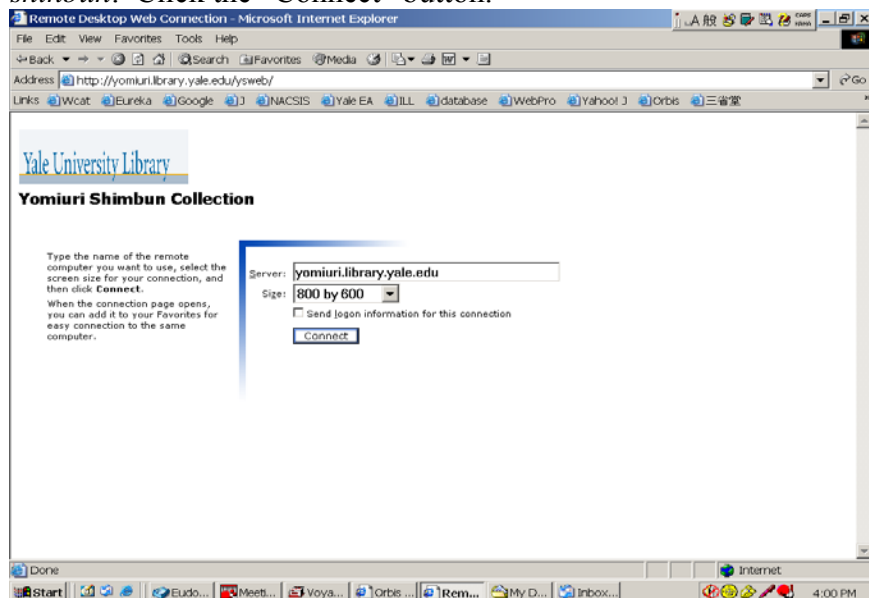 shinbun. Click the "Connect" button.
Remote Desktop Web Connection - Microsoft Internet Explorer
A 般
CAPS
KANA
File Edit View Favorites Tools Help
Back Search Favorites Media
Address http://yomiuri.library.yale.edu/ysweb/ Go
Links Wcat Eureka Google J NACSIS Yale EA ILL database WebPro Yahoo! J Orbis 三省堂 »
Yale University Library
Yomiuri Shimbun Collection
Type the name of the remote
computer you want to use, select the
screen size for your connection, and
then click Connect.
When the connection page opens,
you can add it to your Favorites for
easy connection to the same
computer.
Server: yomiuri.library.yale.edu
Size: 800 by 600
Send logon information for this connection
Connect
Done Internet
Start Eudo... Meeti... Voya... Orbis ... Rem... My D... Inbox... 4:00 PM